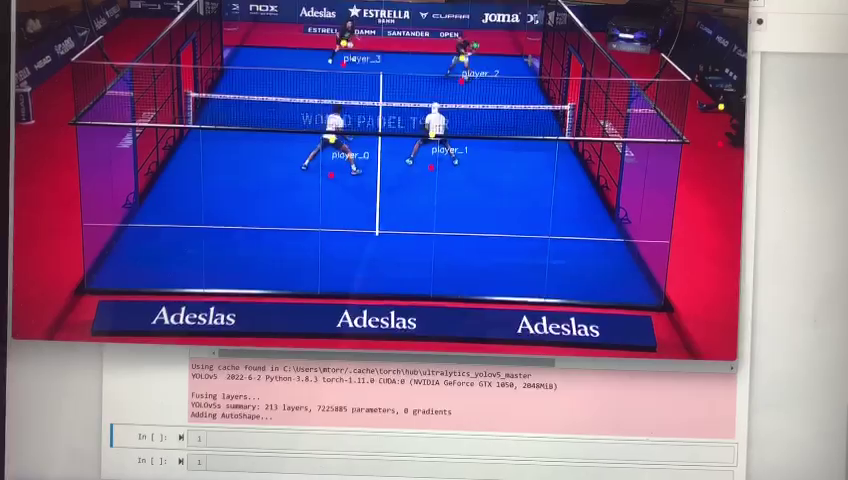 nox
Adeslas
ESTRELLA
DAMM
CUPRA
Joma
ESTRELL DAMM SANTANDER OPEN
HEAD
player_3
player_2
WORLD PADEL TOUR
player_0
player_1
Adeslas
Adeslas
Adeslas
Using cache found in C:\Users\mtorr/.cache\torch\hub\ultralytics_yolov5_master
YOLOv5 2022-6-2 Python-3.8.3 torch-1.11.0 CUDA:0 (NVIDIA GeForce GTX 1050, 2048MiB)
Fusing layers...
YOLOv5s summary: 213 layers, 7225885 parameters, 0 gradients
Adding AutoShape...
In [ ]:
1
In [ ]:
1